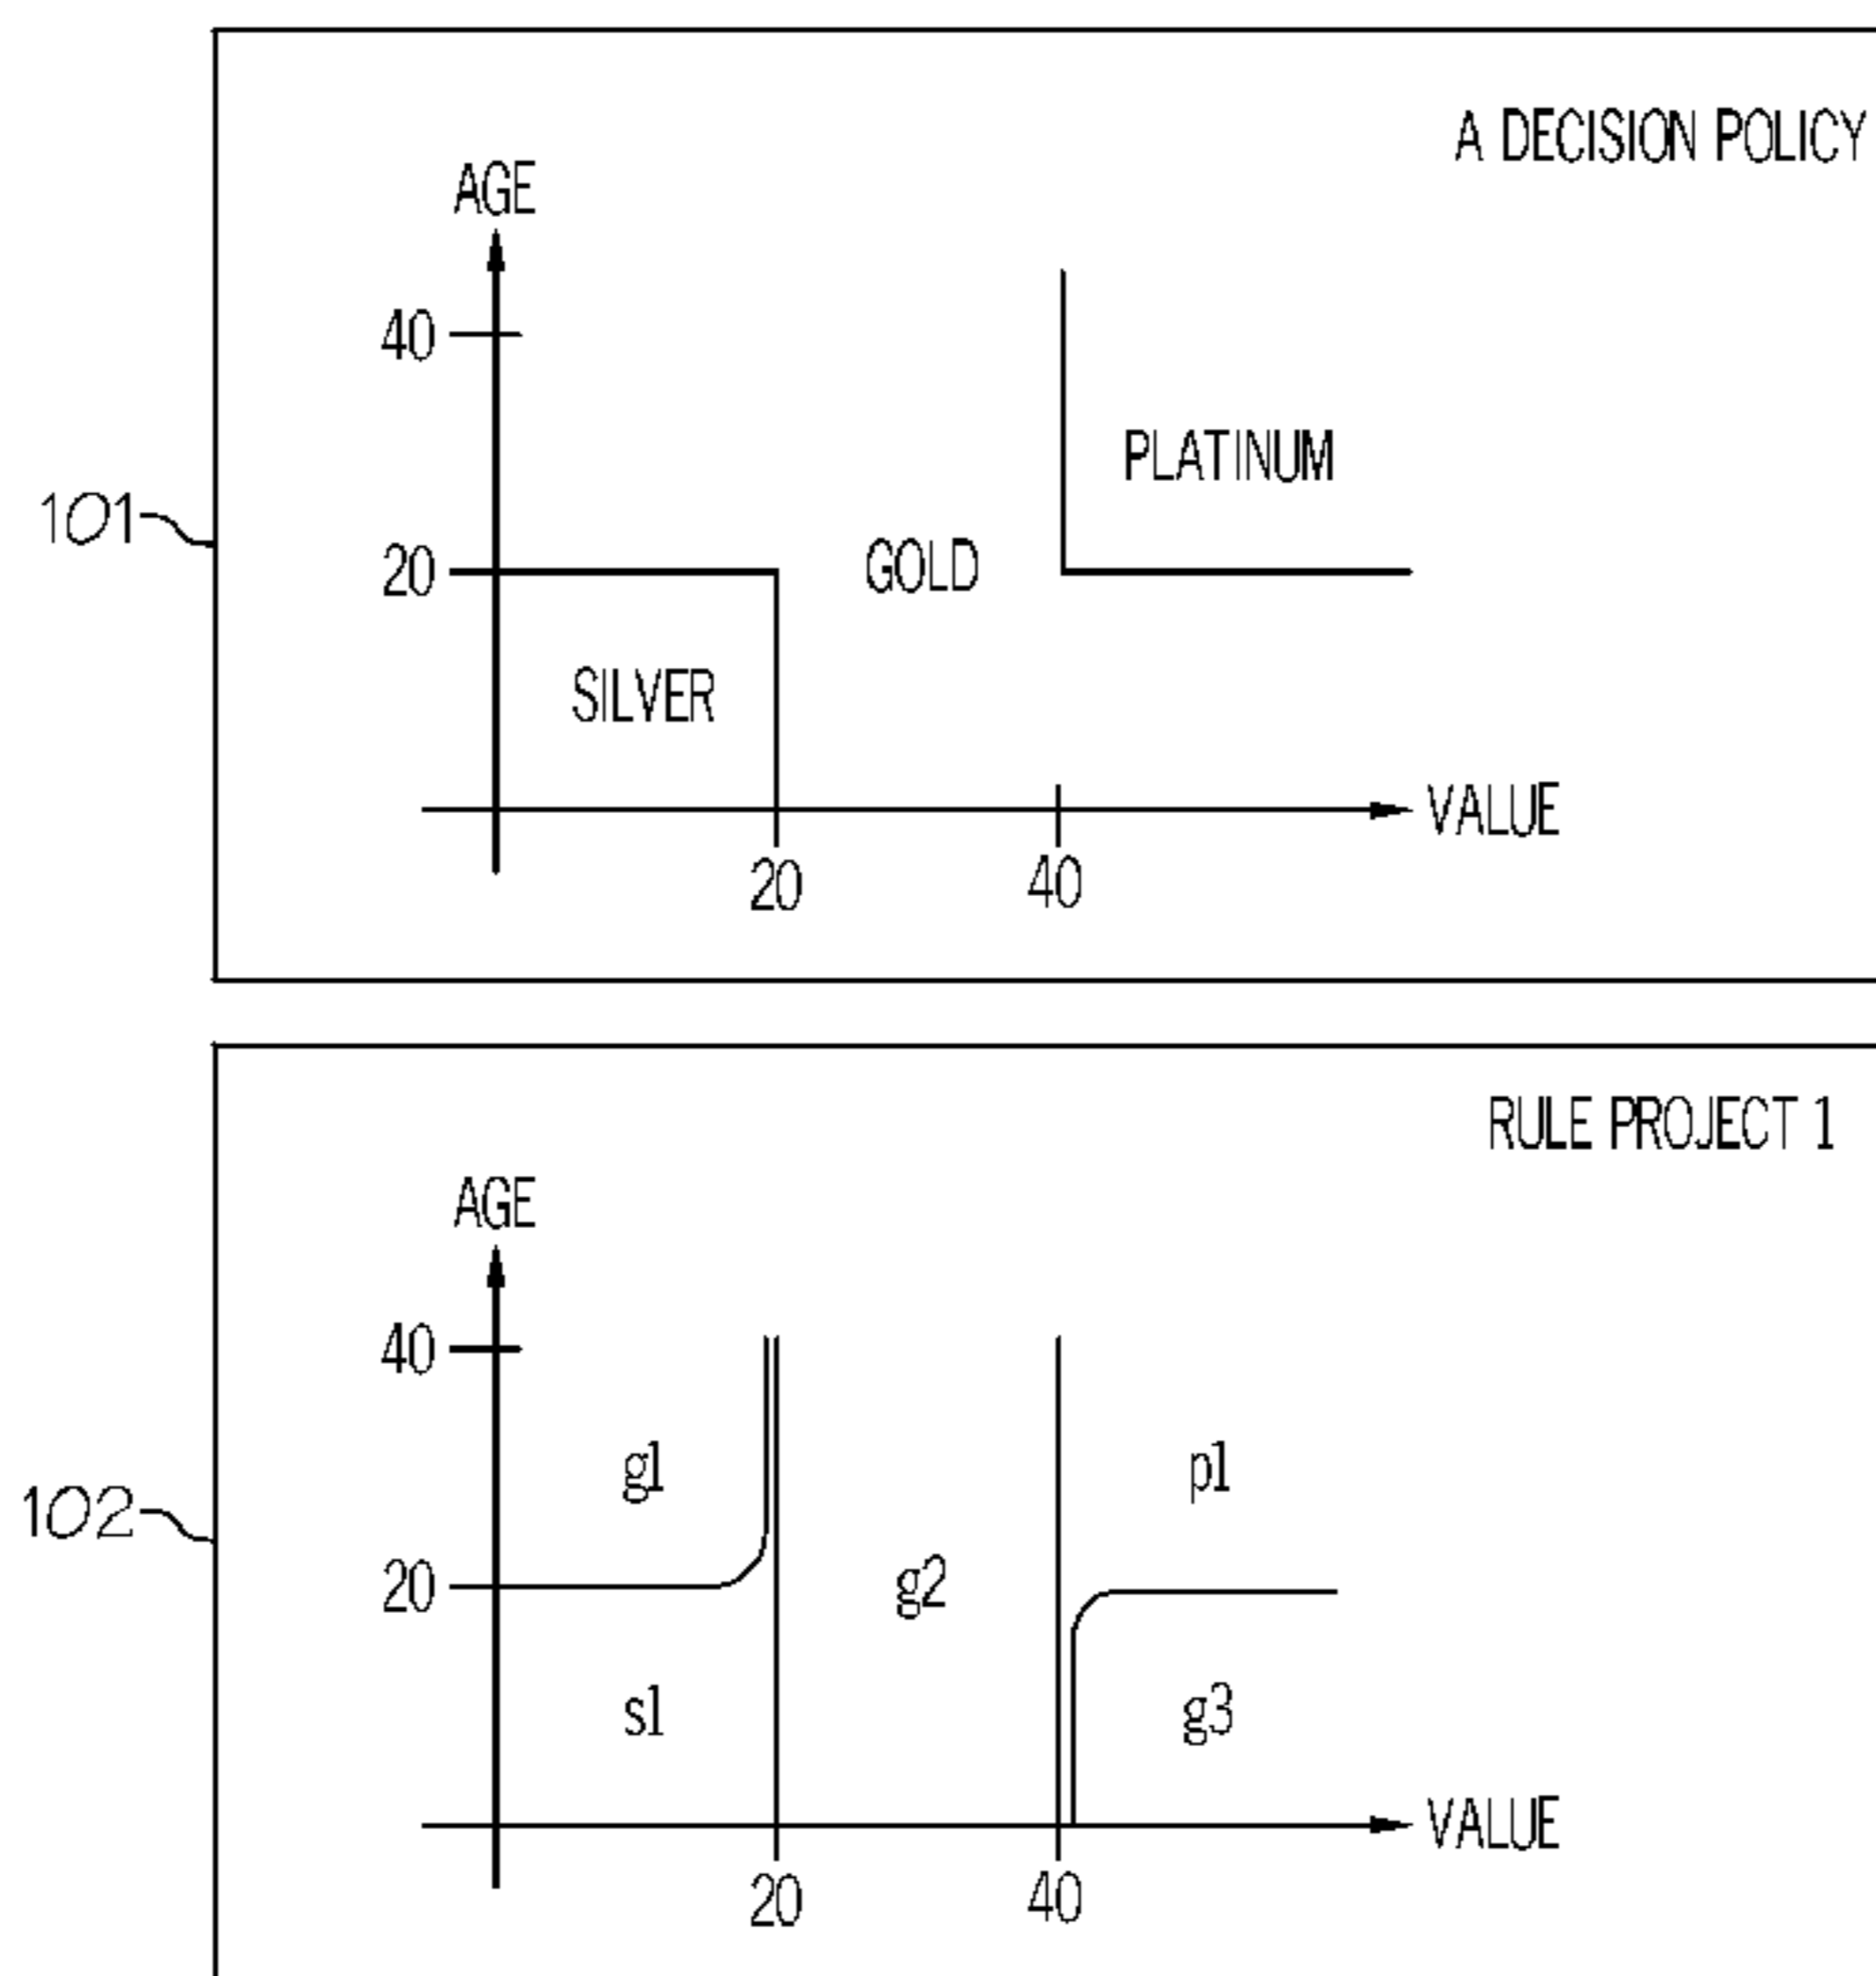 A DECISION POLICY
AGE
40
PLATINUM
101
20
GOLD
SILVER
VALUE
20
40
RULE PROJECT 1
AGE
40
g1
p1
102
20
g2
s1
g3
VALUE
20
40